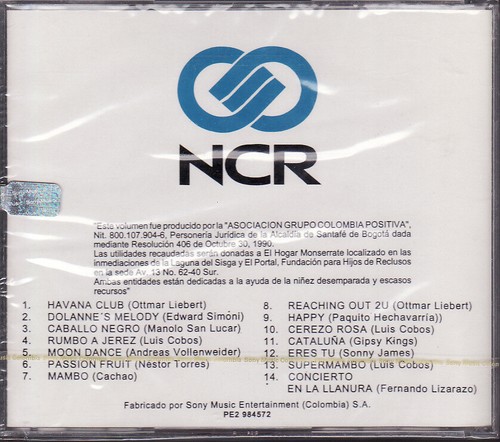 NCR
"Este volumen fue producido por la "ASOCIACION GRUPO COLOMBIA POSITIVA",
Nit. 800.107.904-6, Personería Jurídica de la Alcaldía de Santafé de Bogotá dada
mediante Resolución 406 de Octubre 30, 1990.
Las utilidades recaudadas serán donadas a El Hogar Monserrate localizado en las
inmediaciones de la Laguna del Sisga y El Portal, Fundación para Hijos de Reclusos
en la sede Av. 13 No. 62-40 Sur.
Ambas entidades están dedicadas a la ayuda de la niñez desemparada y escasos
recursos"
1. HAVANA CLUB (Ottmar Liebert)
2. DOLANNE´S MELODY (Edward Simóni)
3. CABALLO NEGRO (Manolo San Lucar)
4. RUMBO A JEREZ (Luis Cobos)
5. MOON DANCE (Andreas Vollenweider)
6. PASSION FRUIT (Néstor Torres)
7. MAMBO (Cachao)
8. REACHING OUT 2U (Ottmar Liebert)
9. HAPPY (Paquito Hechavarría))
10. CEREZO ROSA (Luis Cobos)
11. CATALUÑA (Gipsy Kings)
12. ERES TU (Sonny James)
13. SUPERMAMBO (Luis Cobos)
14. CONCIERTO
EN LA LLANURA (Fernando Lizarazo)
Fabricado por Sony Music Entertainment (Colombia) S.A.
PE2 984572